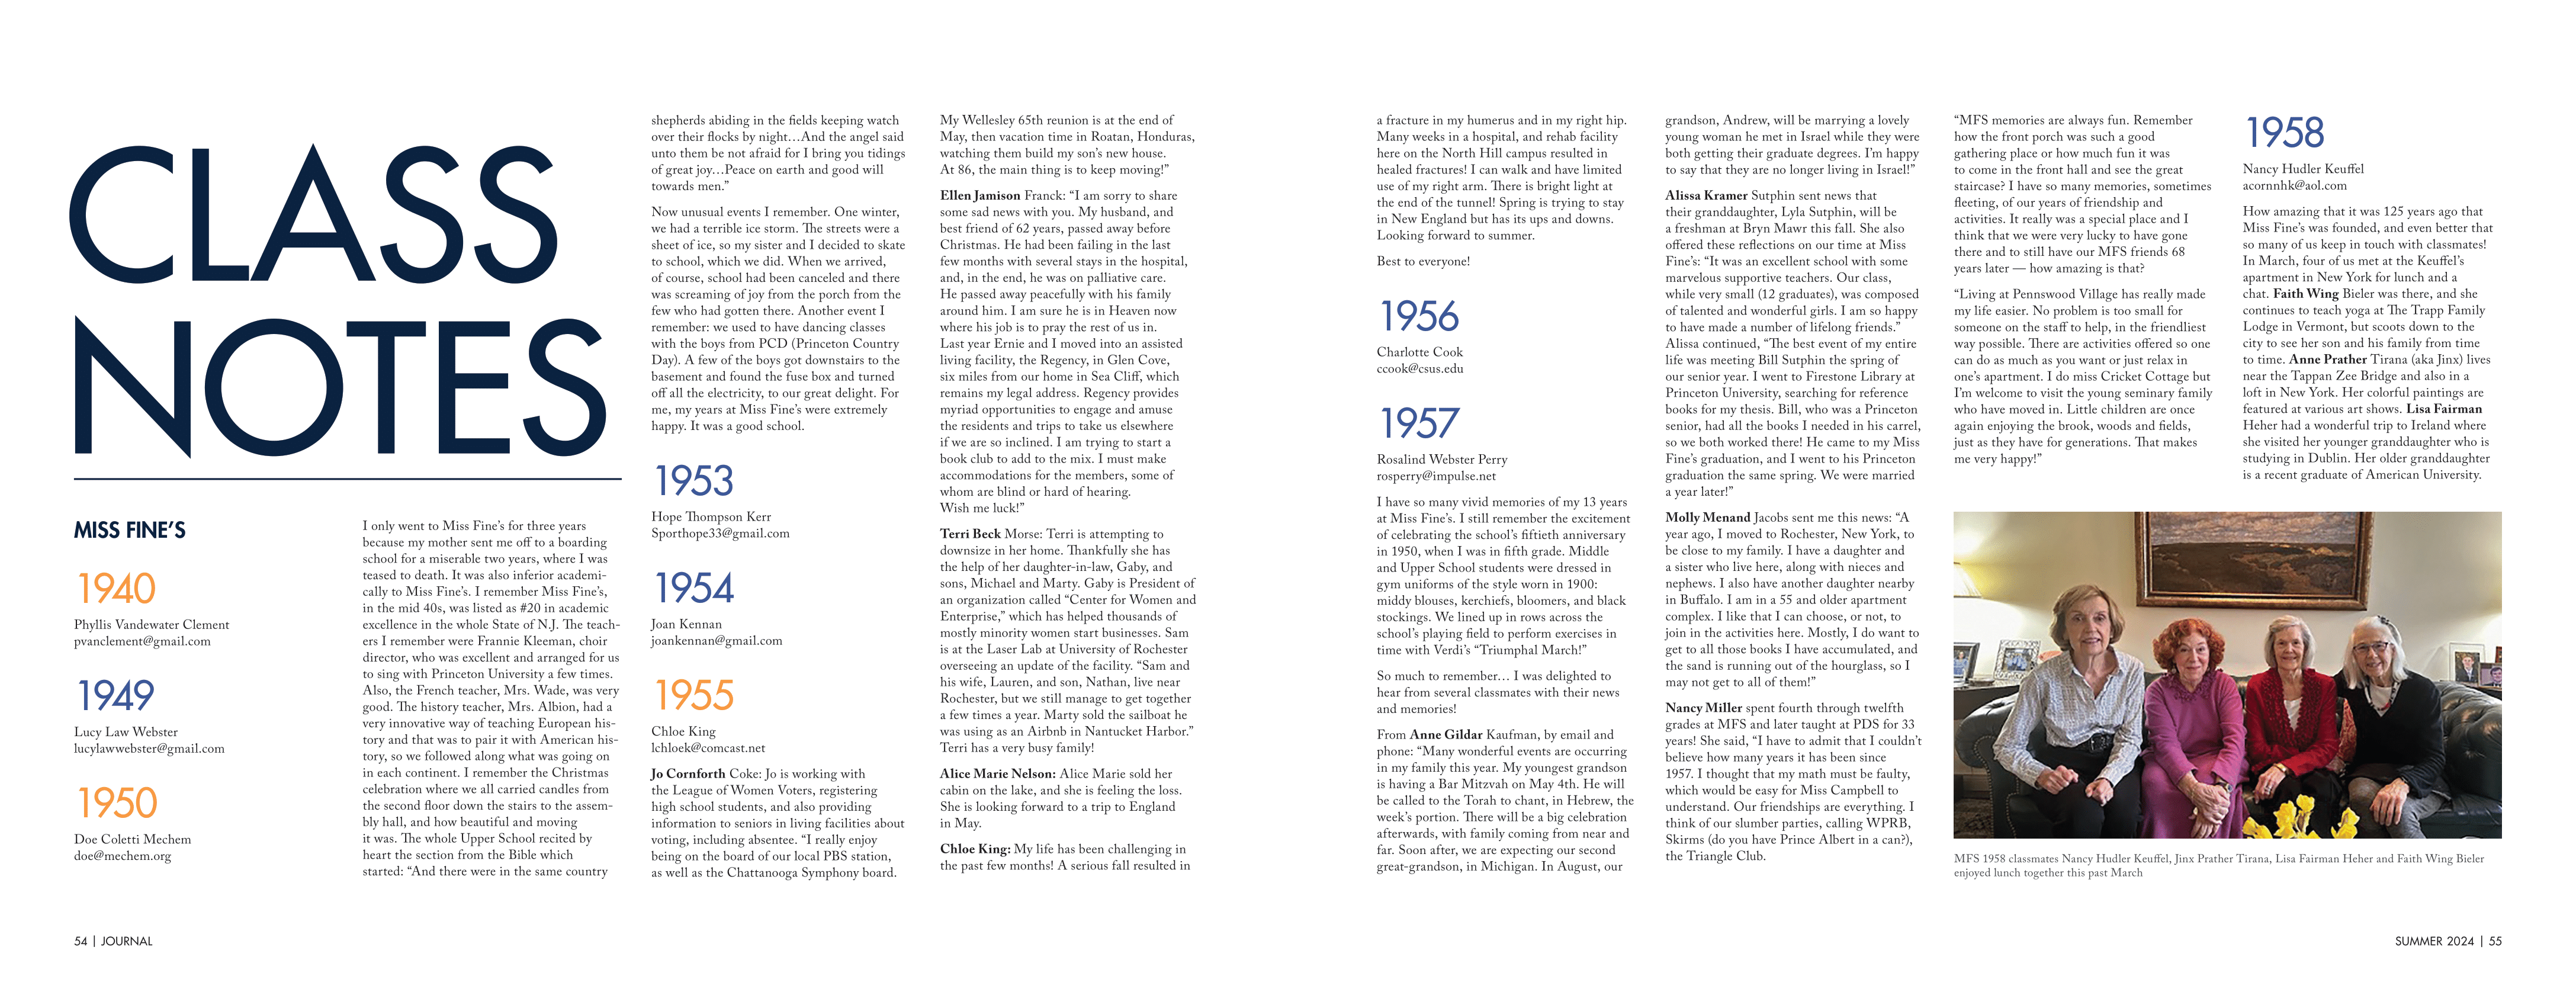 CLASS
NOTES
MISS FINE'S
1940
Phyllis Vandewater Clement
pvanclement@gmail.com
1949
Lucy Law Webster
lucylawwebster@gmail.com
1950
Doe Coletti Mechem
doe@mechem.org
I only went to Miss Fine's for three years
because my mother sent me off to a boarding
school for a miserable two years, where I was
teased to death. It was also inferior academi-
cally to Miss Fine's. I remember Miss Fine's,
in the mid 40s, was listed as #20 in academic
excellence in the whole State of N.J. The teach-
ers I remember were Frannie Kleeman, choir
director, who was excellent and arranged for us
to sing with Princeton University a few times.
Also, the French teacher, Mrs. Wade, was very
good. The history teacher, Mrs. Albion, had a
very innovative way of teaching European his-
tory and that was to pair it with American his-
tory, so we followed along what was going on
in each continent. I remember the Christmas
celebration where we all carried candles from
the second floor down the stairs to the assem-
bly hall, and how beautiful and moving
it was. The whole Upper School recited by
heart the section from the Bible which
started: “And there were in the same country
shepherds abiding in the fields keeping watch
over their flocks by night…And the angel said
unto them be not afraid for I bring you tidings
of great joy…Peace on earth and good will
towards men.”
Now unusual events I remember. One winter,
we had a terrible ice storm. The streets were a
sheet of ice, so my sister and I decided to skate
to school, which we did. When we arrived,
of course, school had been canceled and there
was screaming of joy from the porch from the
few who had gotten there. Another event I
remember: we used to have dancing classes
with the boys from PCD (Princeton Country
Day). A few of the boys got downstairs to the
basement and found the fuse box and turned
off all the electricity, to our great delight. For
me, my years at Miss Fine's were extremely
happy. It was a good school.
1953
Hope Thompson Kerr
Sporthope33@gmail.com
1954
Joan Kennan
joankennan@gmail.com
1955
Chloe King
lchloek@comcast.net
Jo Cornforth Coke: Jo is working with
the League of Women Voters, registering
high school students, and also providing
information to seniors in living facilities about
voting, including absentee. “I really enjoy
being on the board of our local PBS station,
as well as the Chattanooga Symphony board.
My Wellesley 65th reunion is at the end of
May, then vacation time in Roatan, Honduras,
watching them build my son's new house.
At 86, the main thing is to keep moving!”
Ellen Jamison Franck: “I am sorry to share
some sad news with you. My husband, and
best friend of 62 years, passed away before
Christmas. He had been failing in the last
few months with several stays in the hospital,
and, in the end, he was on palliative care.
He passed away peacefully with his family
around him. I am sure he is in Heaven now
where his job is to pray the rest of us in.
Last year Ernie and I moved into an assisted
living facility, the Regency, in Glen Cove,
six miles from our home in Sea Cliff, which
remains my legal address. Regency provides
myriad opportunities to engage and amuse
the residents and trips to take us elsewhere
if we are so inclined. I am trying to start a
book club to add to the mix. I must make
accommodations for the members, some of
whom are blind or hard of hearing.
Wish me luck!”
Terri Beck Morse: Terri is attempting to
downsize in her home. Thankfully she has
the help of her daughter-in-law, Gaby, and
sons, Michael and Marty. Gaby is President of
an organization called “Center for Women and
Enterprise,” which has helped thousands of
mostly minority women start businesses. Sam
is at the Laser Lab at University of Rochester
overseeing an update of the facility. “Sam and
his wife, Lauren, and son, Nathan, live near
Rochester, but we still manage to get together
a few times a year. Marty sold the sailboat he
was using as an Airbnb in Nantucket Harbor.”
Terri has a very busy family!
Alice Marie Nelson: Alice Marie sold her
cabin on the lake, and she is feeling the loss.
She is looking forward to a trip to England
in May.
Chloe King: My life has been challenging in
the past few months! A serious fall resulted in
a fracture in my humerus and in my right hip.
Many weeks in a hospital, and rehab facility
here on the North Hill campus resulted in
healed fractures! I can walk and have limited
use of my right arm. There is bright light at
the end of the tunnel! Spring is trying to stay
in New England but has its ups and downs.
Looking forward to summer.
Best to everyone!
1956
Charlotte Cook
ccook@csus.edu
1957
Rosalind Webster Perry
rosperry@impulse.net
I have so many vivid memories of my 13 years
at Miss Fine's. I still remember the excitement
of celebrating the school's fiftieth anniversary
in 1950, when I was in fifth grade. Middle
and Upper School students were dressed in
gym uniforms of the style worn in 1900:
middy blouses, kerchiefs, bloomers, and black
stockings. We lined up in rows across the
school's playing field to perform exercises in
time with Verdi's “Triumphal March!”
So much to remember… I was delighted to
hear from several classmates with their news
and memories!
From Anne Gildar Kaufman, by email and
phone: “Many wonderful events are occurring
in my family this year. My youngest grandson
is having a Bar Mitzvah on May 4th. He will
be called to the Torah to chant, in Hebrew, the
week's portion. There will be a big celebration
afterwards, with family coming from near and
far. Soon after, we are expecting our second
great-grandson, in Michigan. In August, our
grandson, Andrew, will be marrying a lovely
young woman he met in Israel while they were
both getting their graduate degrees. I'm happy
to say that they are no longer living in Israel!”
Alissa Kramer Sutphin sent news that
their granddaughter, Lyla Sutphin, will be
a freshman at Bryn Mawr this fall. She also
offered these reflections on our time at Miss
Fine's: “It was an excellent school with some
marvelous supportive teachers. Our class,
while very small (12 graduates), was composed
of talented and wonderful girls. I am so happy
to have made a number of lifelong friends.”
Alissa continued, “The best event of my entire
life was meeting Bill Sutphin the spring of
our senior year. I went to Firestone Library at
Princeton University, searching for reference
books for my thesis. Bill, who was a Princeton
senior, had all the books I needed in his carrel,
so we both worked there! He came to my Miss
Fine's graduation, and I went to his Princeton
graduation the same spring. We were married
a year later!”
Molly Menand Jacobs sent me this news: “A
year ago, I moved to Rochester, New York, to
be close to my family. I have a daughter and
a sister who live here, along with nieces and
nephews. I also have another daughter nearby
in Buffalo. I am in a 55 and older apartment
complex. I like that I can choose, or not, to
join in the activities here. Mostly, I do want to
get to all those books I have accumulated, and
the sand is running out of the hourglass, so I
may not get to all of them!”
Nancy Miller spent fourth through twelfth
grades at MFS and later taught at PDS for 33
years! She said, “I have to admit that I couldn't
believe how many years it has been since
1957. I thought that my math must be faulty,
which would be easy for Miss Campbell to
understand. Our friendships are everything. I
think of our slumber parties, calling WPRB,
Skirms (do you have Prince Albert in a can?),
the Triangle Club.
“MFS memories are always fun. Remember
how the front porch was such a good
gathering place or how much fun it was
to come in the front hall and see the great
staircase? I have so many memories, sometimes
fleeting, of our years of friendship and
activities. It really was a special place and I
think that we were very lucky to have gone
there and to still have our MFS friends 68
years later — how amazing is that?
“Living at Pennswood Village has really made
my life easier. No problem is too small for
someone on the staff to help, in the friendliest
way possible. There are activities offered so one
can do as much as you want or just relax in
one's apartment. I do miss Cricket Cottage but
I'm welcome to visit the young seminary family
who have moved in. Little children are once
again enjoying the brook, woods and fields,
just as they have for generations. That makes
me very happy!”
1958
Nancy Hudler Keuffel
acornnhk@aol.com
How amazing that it was 125 years ago that
Miss Fine's was founded, and even better that
so many of us keep in touch with classmates!
In March, four of us met at the Keuffel's
apartment in New York for lunch and a
chat. Faith Wing Bieler was there, and she
continues to teach yoga at The Trapp Family
Lodge in Vermont, but scoots down to the
city to see her son and his family from time
to time. Anne Prather Tirana (aka Jinx) lives
near the Tappan Zee Bridge and also in a
loft in New York. Her colorful paintings are
featured at various art shows. Lisa Fairman
Heher had a wonderful trip to Ireland where
she visited her younger granddaughter who is
studying in Dublin. Her older granddaughter
is a recent graduate of American University.
MFS 1958 classmates Nancy Hudler Keuffel, Jinx Prather Tirana, Lisa Fairman Heher and Faith Wing Bieler
enjoyed lunch together this past March
54 | JOURNAL
SUMMER 2024 | 55